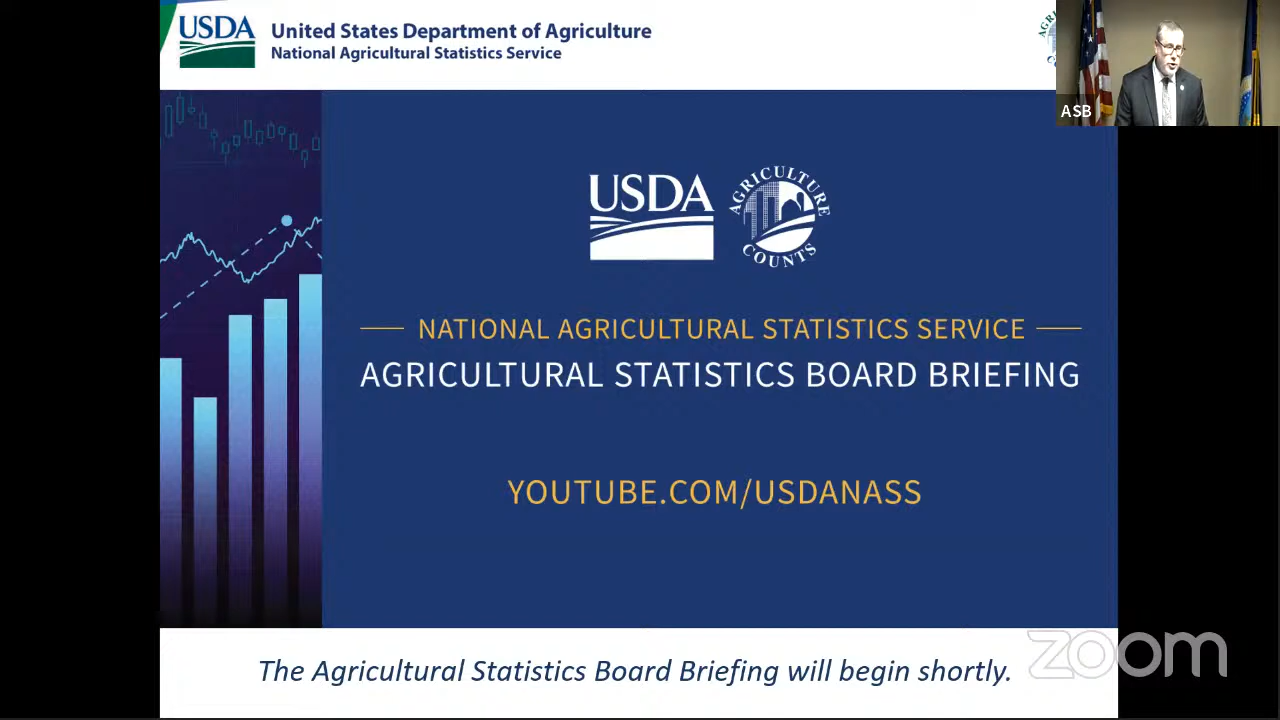 USDA
United States Department of Agriculture
National Agricultural Statistics Service
ASB
USDA
AGRICULTURE
COUNTS
NATIONAL AGRICULTURAL STATISTICS SERVICE
AGRICULTURAL STATISTICS BOARD BRIEFING
YOUTUBE.COM/USDANASS
The Agricultural Statistics Board Briefing will begin shortly.
zoom